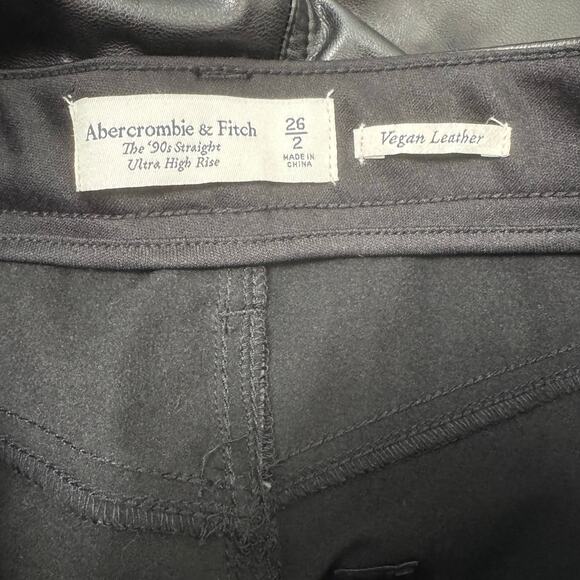 Abercrombie & Fitch
The '90s Straight
Ultra High Rise
26
2
MADE IN
CHINA
Vegan Leather